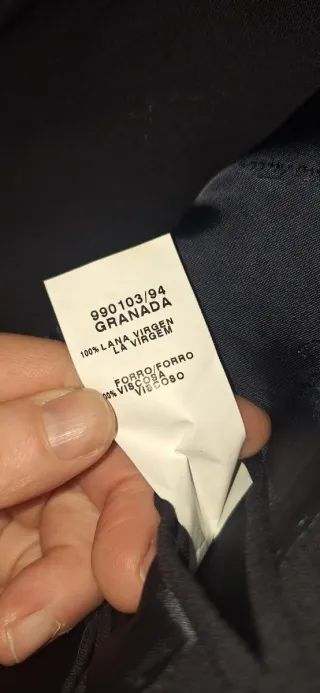 990103/94
GRANADA
100% LANA VIRGEN
LA VIRGEM
FORRO/FORRO
00% VISCOSA
VISCOSO